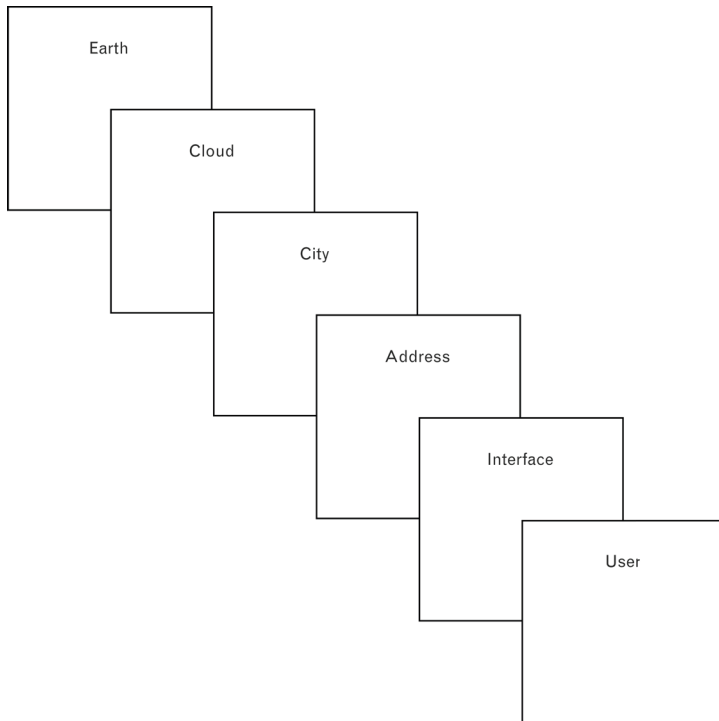 Earth
Cloud
City
Address
Interface
User